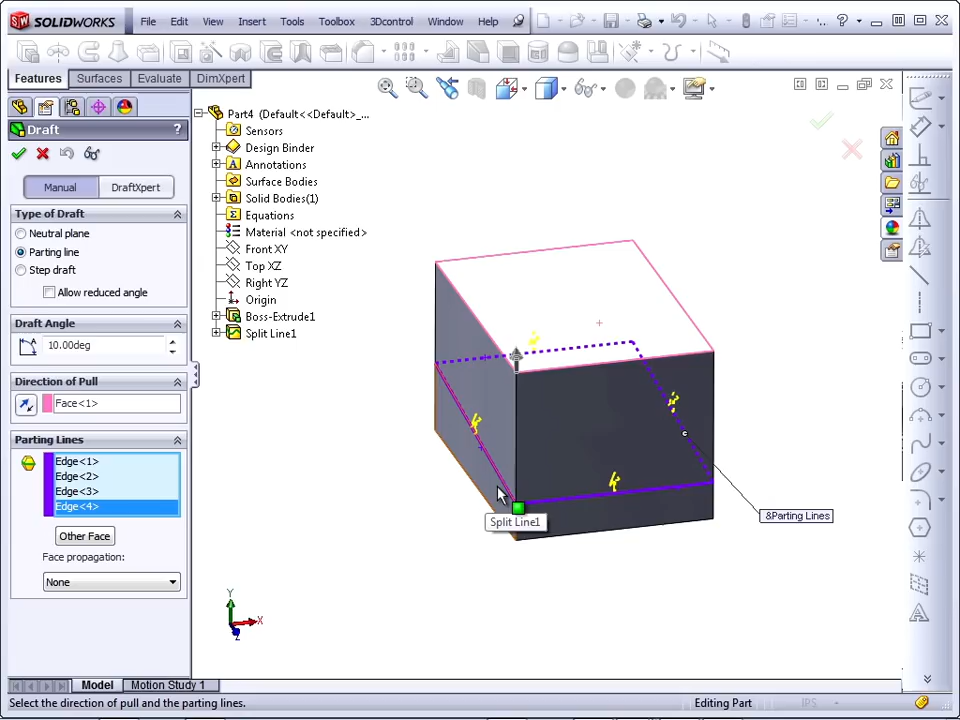 SOLIDWORKS File Edit View Insert Tools Toolbox 3Dcontrol Window Help
Features Surfaces Evaluate DimXpert
Draft ?
Manual DraftXpert
Type of Draft
Neutral plane
Parting line
Step draft
Allow reduced angle
Draft Angle
10.00deg
Direction of Pull
Face<1>
Parting Lines
Edge<1>
Edge<2>
Edge<3>
Edge<4>
Other Face
Face propagation:
None
Part4 (Default<<Default>_...
Sensors
Design Binder
Annotations
Surface Bodies
Solid Bodies(1)
Equations
Material <not specified>
Front XY
Top XZ
Right YZ
Origin
Boss-Extrude1
Split Line1
Split Line1
&Parting Lines
Y
X
Z
Model Motion Study 1
Select the direction of pull and the parting lines. Editing Part IPS